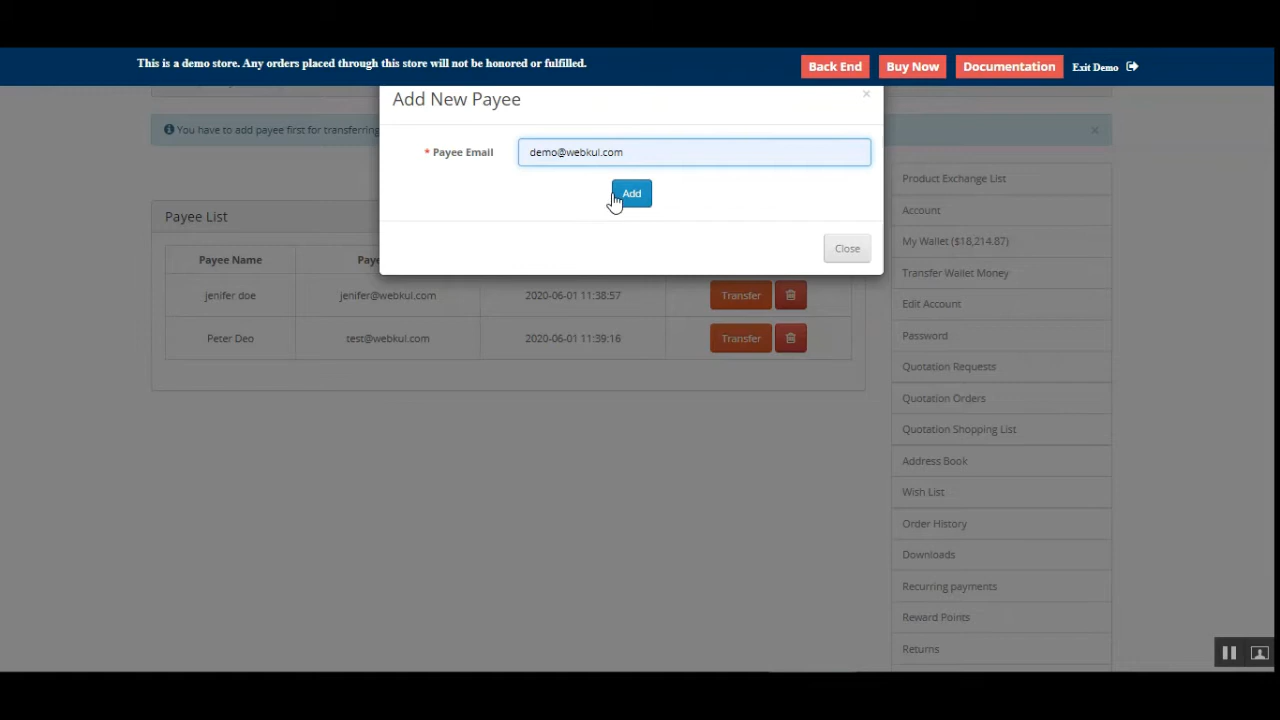 This is a demo store. Any orders placed through this store will not be honored or fulfilled.
Back End
Buy Now
Documentation
Exit Demo
Add New Payee
×
You have to add payee first for transferring
×
* Payee Email
demo@webkul.com
Add
Close
Payee List
Payee Name
jenifer doe
jenifer@webkul.com
2020-06-01 11:38:57
Transfer
Peter Deo
test@webkul.com
2020-06-01 11:39:16
Transfer
Product Exchange List
Account
My Wallet ($18,214.87)
Transfer Wallet Money
Edit Account
Password
Quotation Requests
Quotation Orders
Quotation Shopping List
Address Book
Wish List
Order History
Downloads
Recurring payments
Reward Points
Returns